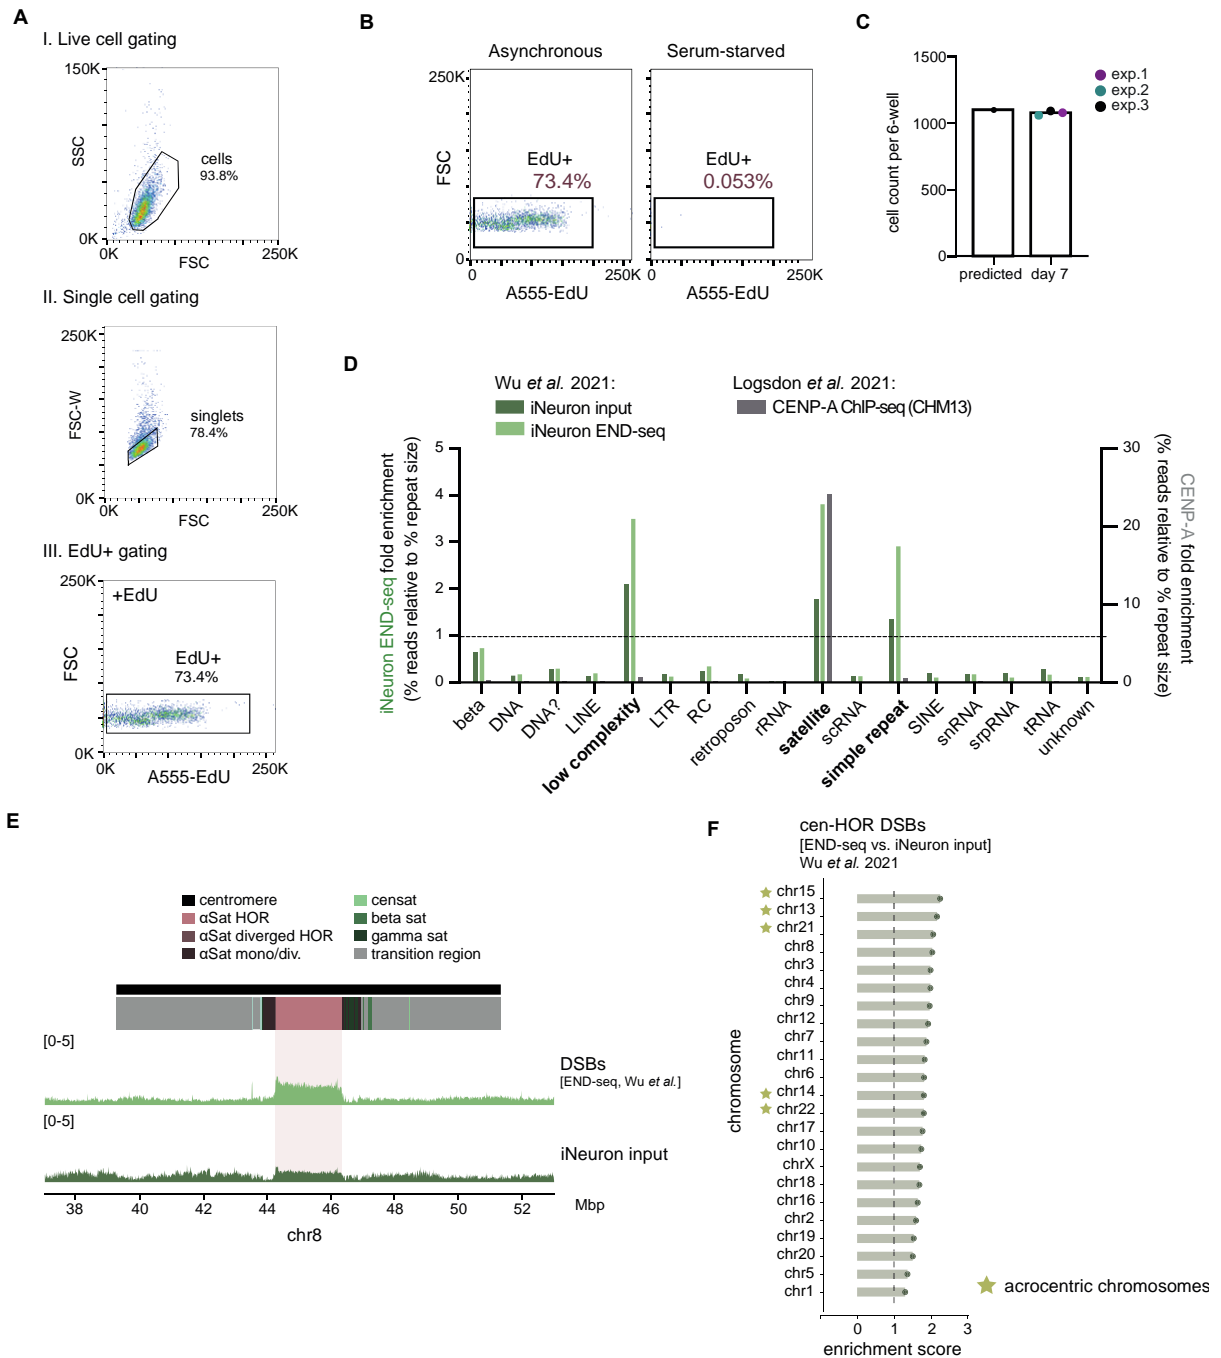 A
I. Live cell gating
150K
SSC
cells
93.8%
0K
0K
250K
FSC
II. Single cell gating
250K
FSC-W
singlets
78.4%
0K
0K
250K
FSC
III. EdU+ gating
250K
+EdU
FSC
EdU+
73.4%
0K
0K
250K
A555-EdU
B
Asynchronous
Serum-starved
250K
FSC
EdU+
73.4%
EdU+
0.053%
0K
0
250K
0K
250K
A555-EdU
A555-EdU
C
1500
1000
500
0
cell count per 6-well
predicted
day 7
exp.1
exp.2
exp.3
D
Wu et al. 2021:
iNeuron input
iNeuron END-seq
Logsdon et al. 2021:
CENP-A ChIP-seq (CHM13)
iNeuron END-seq fold enrichment
(% reads relative to % repeat size)
5
4
3
2
1
0
30
20
10
0
CENP-A fold enrichment
(% reads relative to % repeat size)
beta
DNA
DNA?
LINE
low complexity
LTR
RC
retroposon
rRNA
satellite
scRNA
simple repeat
SINE
snRNA
srpRNA
tRNA
unknown
E
centromere
αSat HOR
αSat diverged HOR
αSat mono/div.
censat
beta sat
gamma sat
transition region
[0-5]
DSBs
[END-seq, Wu et al.]
[0-5]
iNeuron input
38
40
42
44
46
48
50
52
Mbp
chr8
F
cen-HOR DSBs
[END-seq vs. iNeuron input]
Wu et al. 2021
chromosome
chr15
chr13
chr21
chr8
chr3
chr4
chr9
chr12
chr7
chr11
chr6
chr14
chr22
chr17
chr10
chrX
chr18
chr16
chr2
chr19
chr20
chr5
chr1
acrocentric chromosomes
0
1
2
3
enrichment score